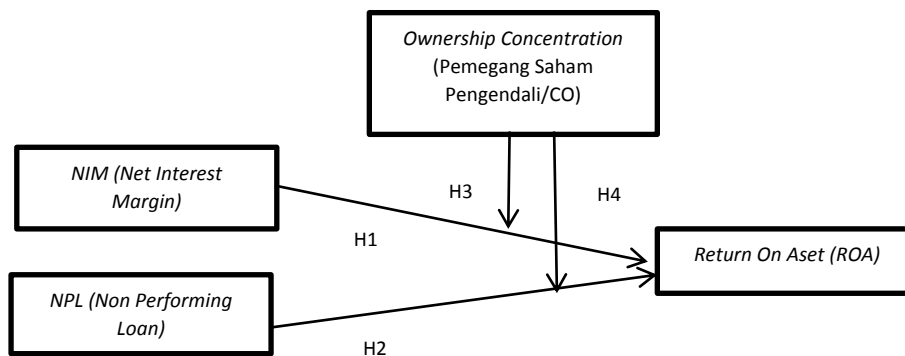 Ownership Concentration
(Pemegang Saham
Pengendali/CO)
NIM (Net Interest
Margin)
H3
H4
H1
Return On Aset (ROA)
NPL (Non Performing
Loan)
H2